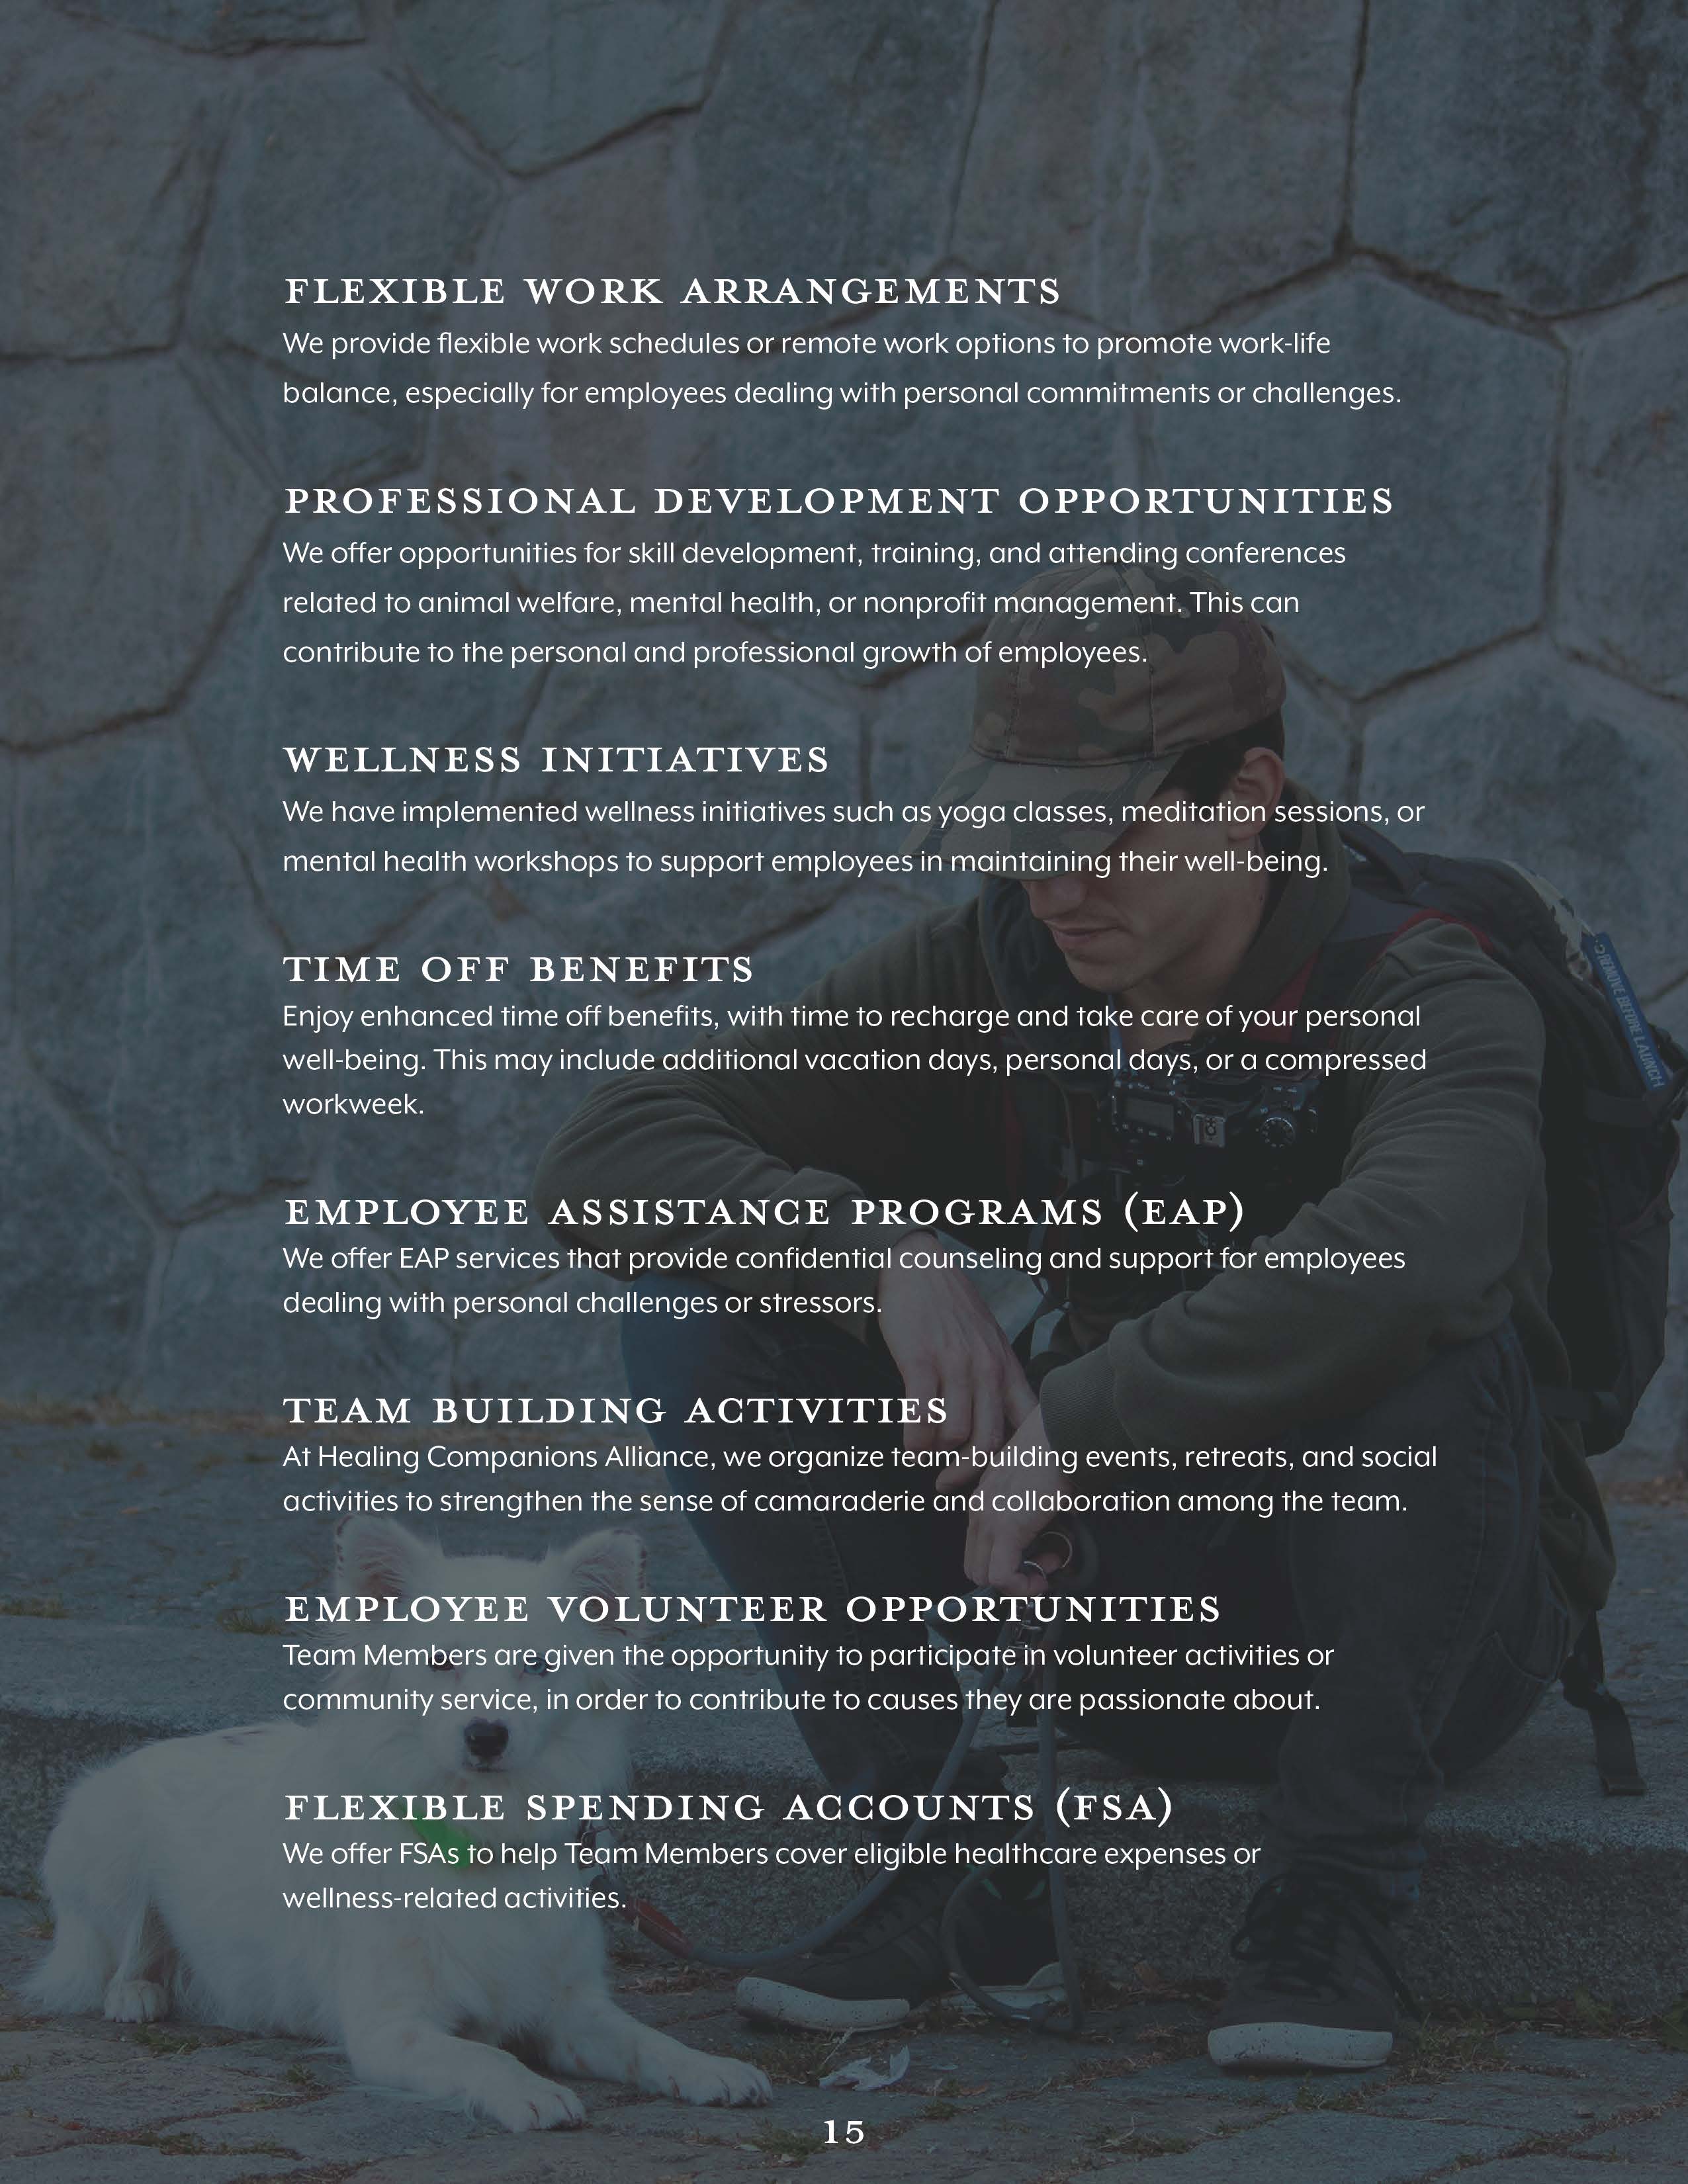 FLEXIBLE WORK ARRANGEMENTS
We provide flexible work schedules or remote work options to promote work-life
balance, especially for employees dealing with personal commitments or challenges.
PROFESSIONAL DEVELOPMENT OPPORTUNITIES
We offer opportunities for skill development, training, and attending conferences
related to animal welfare, mental health, or nonprofit management. This can
contribute to the personal and professional growth of employees.
WELLNESS INITIATIVES
We have implemented wellness initiatives such as yoga classes, meditation sessions, or
mental health workshops to support employees in maintaining their well-being.
TIME OFF BENEFITS
Enjoy enhanced time off benefits, with time to recharge and take care of your personal
well-being. This may include additional vacation days, personal days, or a compressed
workweek.
REMOVE BEFORE LAUNCH
EMPLOYEE ASSISTANCE PROGRAMS (EAP)
We offer EAP services that provide confidential counseling and support for employees
dealing with personal challenges or stressors.
TEAM BUILDING ACTIVITIES
At Healing Companions Alliance, we organize team-building events, retreats, and social
activities to strengthen the sense of camaraderie and collaboration among the team.
EMPLOYEE VOLUNTEER OPPORTUNITIES
Team Members are given the opportunity to participate in volunteer activities or
community service, in order to contribute to causes they are passionate about.
FLEXIBLE SPENDING ACCOUNTS (FSA)
We offer FSAs to help Team Members cover eligible healthcare expenses or
wellness-related activities.
15